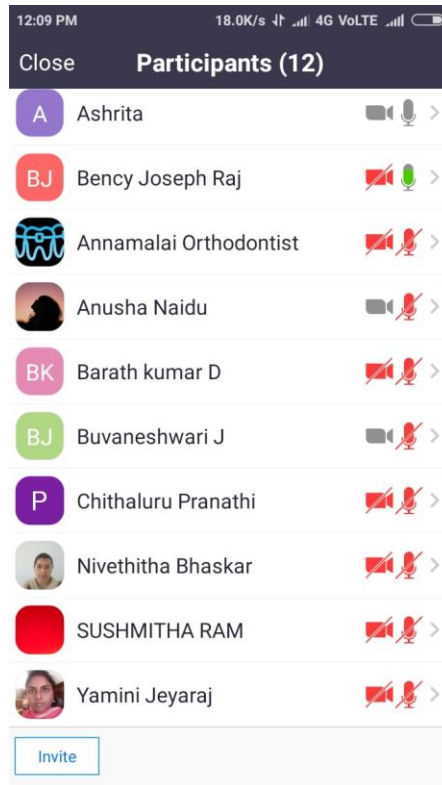 12:09 PM 18.0K/s 4G VoLTE
Close Participants (12)
A Ashrita
BJ Bency Joseph Raj
Annamalai Orthodontist
Anusha Naidu
BK Barath kumar D
BJ Buvaneshwari J
P Chithaluru Pranathi
Nivethitha Bhaskar
SUSHMITHA RAM
Yamini Jeyaraj
Invite